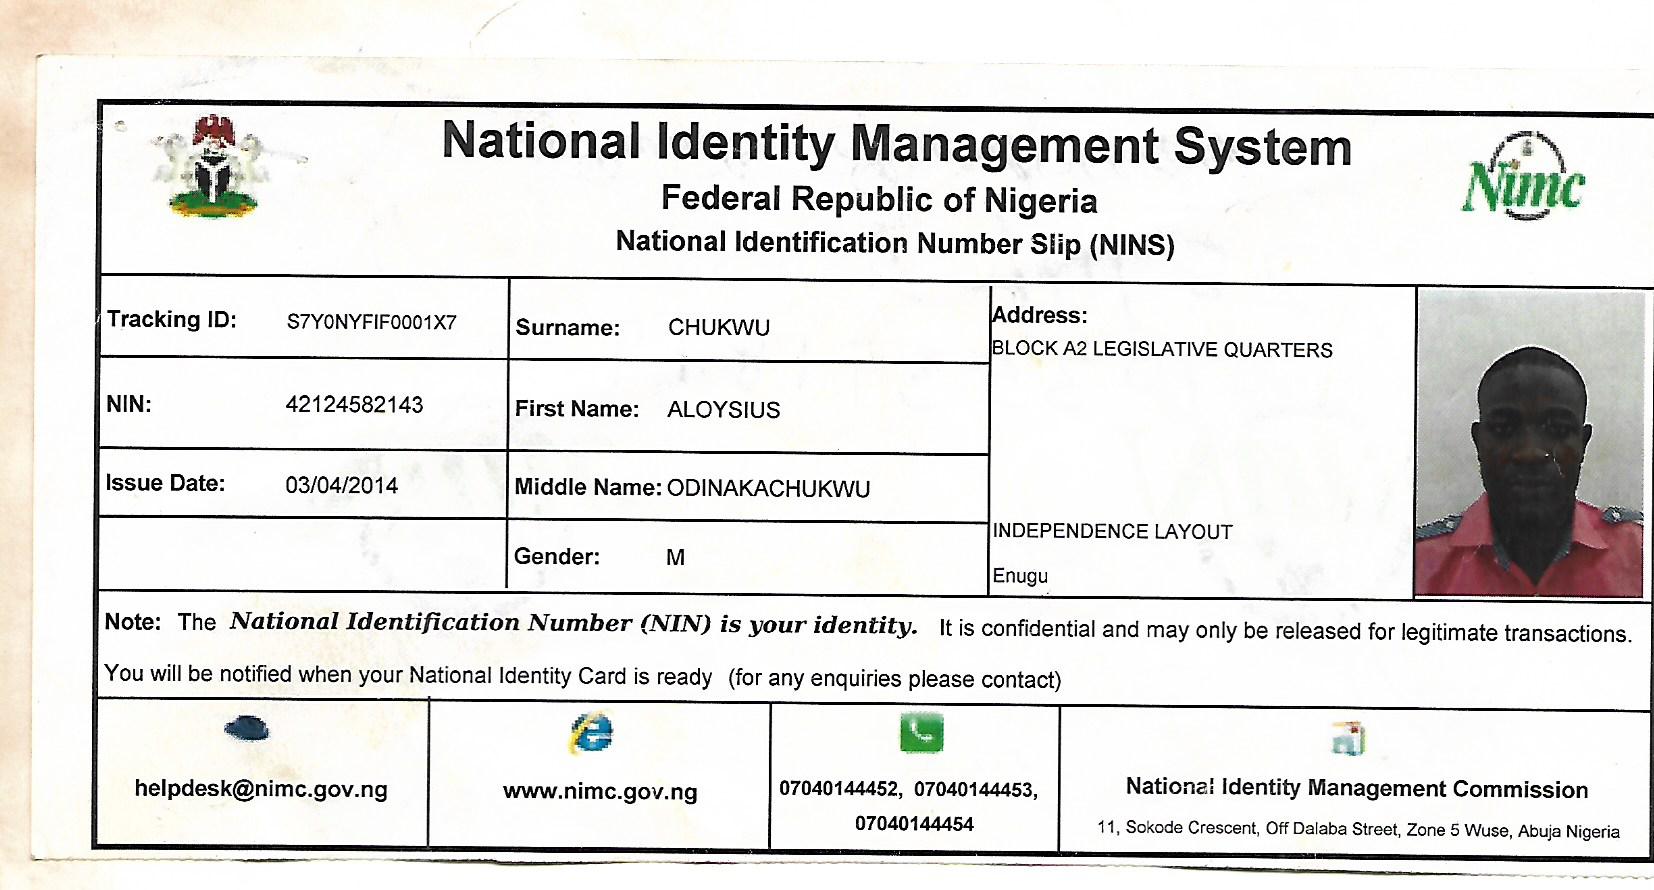 National Identity Management System
Federal Republic of Nigeria
National Identification Number Slip (NINS)
Nimc
Tracking ID: S7Y0NYFIF0001X7
NIN: 42124582143
Issue Date: 03/04/2014
Surname: CHUKWU
First Name: ALOYSIUS
Middle Name: ODINAKACHUKWU
Gender: M
Address:
BLOCK A2 LEGISLATIVE QUARTERS
INDEPENDENCE LAYOUT
Enugu
Note: The National Identification Number (NIN) is your identity. It is confidential and may only be released for legitimate transactions.
You will be notified when your National Identity Card is ready (for any enquiries please contact)
helpdesk@nimc.gov.ng
www.nimc.gov.ng
07040144452, 07040144453,
07040144454
National Identity Management Commission
11, Sokode Crescent, Off Dalaba Street, Zone 5 Wuse, Abuja Nigeria